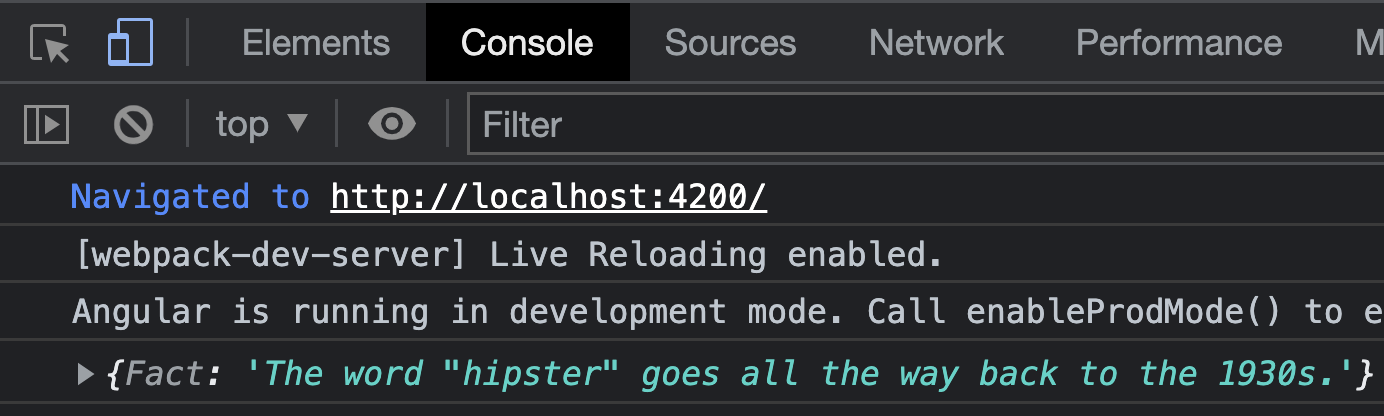 Elements Console Sources Network Performance M
top Filter
Navigated to http://localhost:4200/
[webpack-dev-server] Live Reloading enabled.
Angular is running in development mode. Call enableProdMode() to e
{Fact: 'The word "hipster" goes all the way back to the 1930s.'}